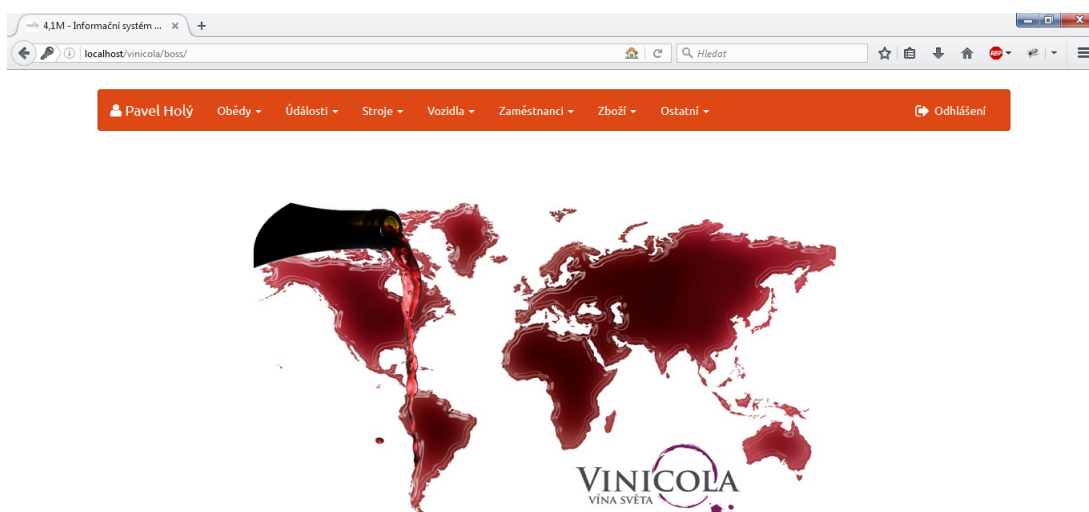 4,1M - Informační systém ... × +
localhost/vinicola/boss/ Hledat ABP
Pavel Holý Obědy Události Stroje Vozidla Zaměstnanci Zboží Ostatní Odhlášení
VINICOLA
VÍNA SVĚTA